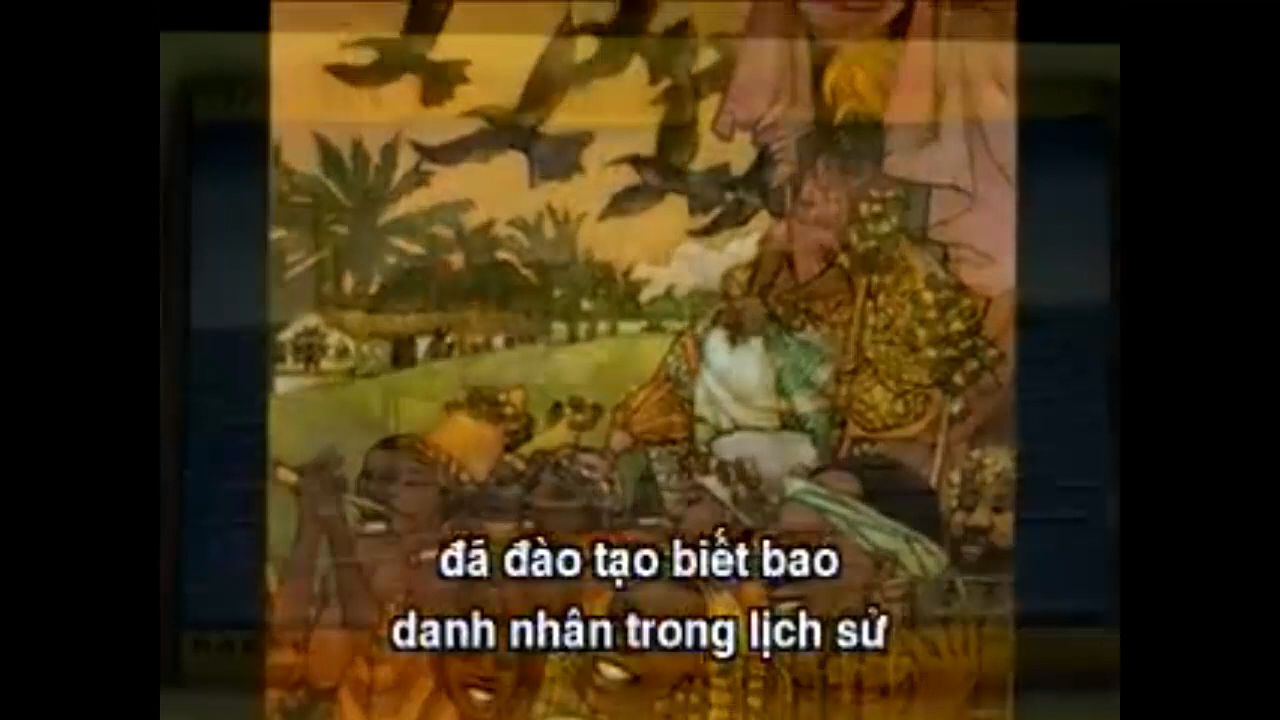 đã đào tạo biết bao
danh nhân trong lịch sử